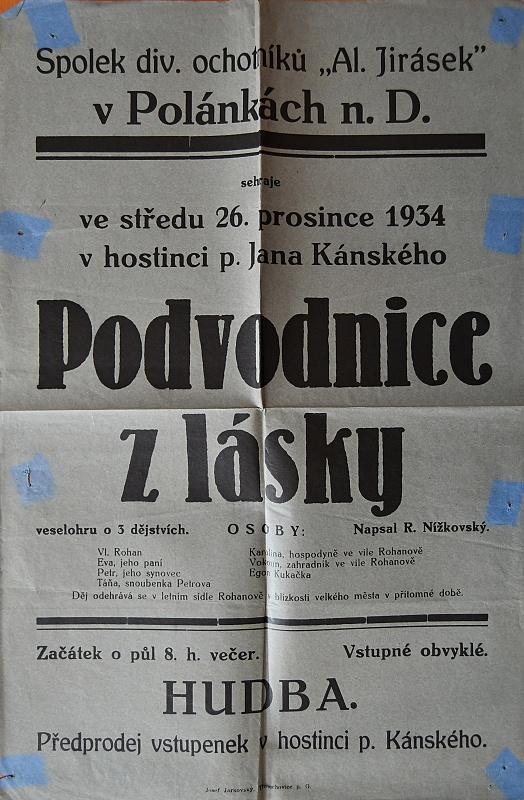 Spolek div. ochotníků „Al. Jirásek"
v Polánkách n. D.
sehraje
ve středu 26. prosince 1934
v hostinci p. Jana Kánského
Podvodnice
z lásky
veselohru o 3 dějstvích. OSOBY: Napsal R. Nížkovský.
Vl. Rohan
Eva, jeho paní
Petr, jeho synovec
Táňa, snoubenka Petrova
Karolina, hospodyně ve vile Rohanově
Vokoun, zahradník ve vile Rohanově
Egon Kukačka
Děj odehrává se v letním sídle Rohanově v blízkosti velkého města v přítomné době.
Začátek o půl 8. h. večer. Vstupné obvyklé.
HUDBA.
Předprodej vstupenek v hostinci p. Kánského.
Josef p. O.